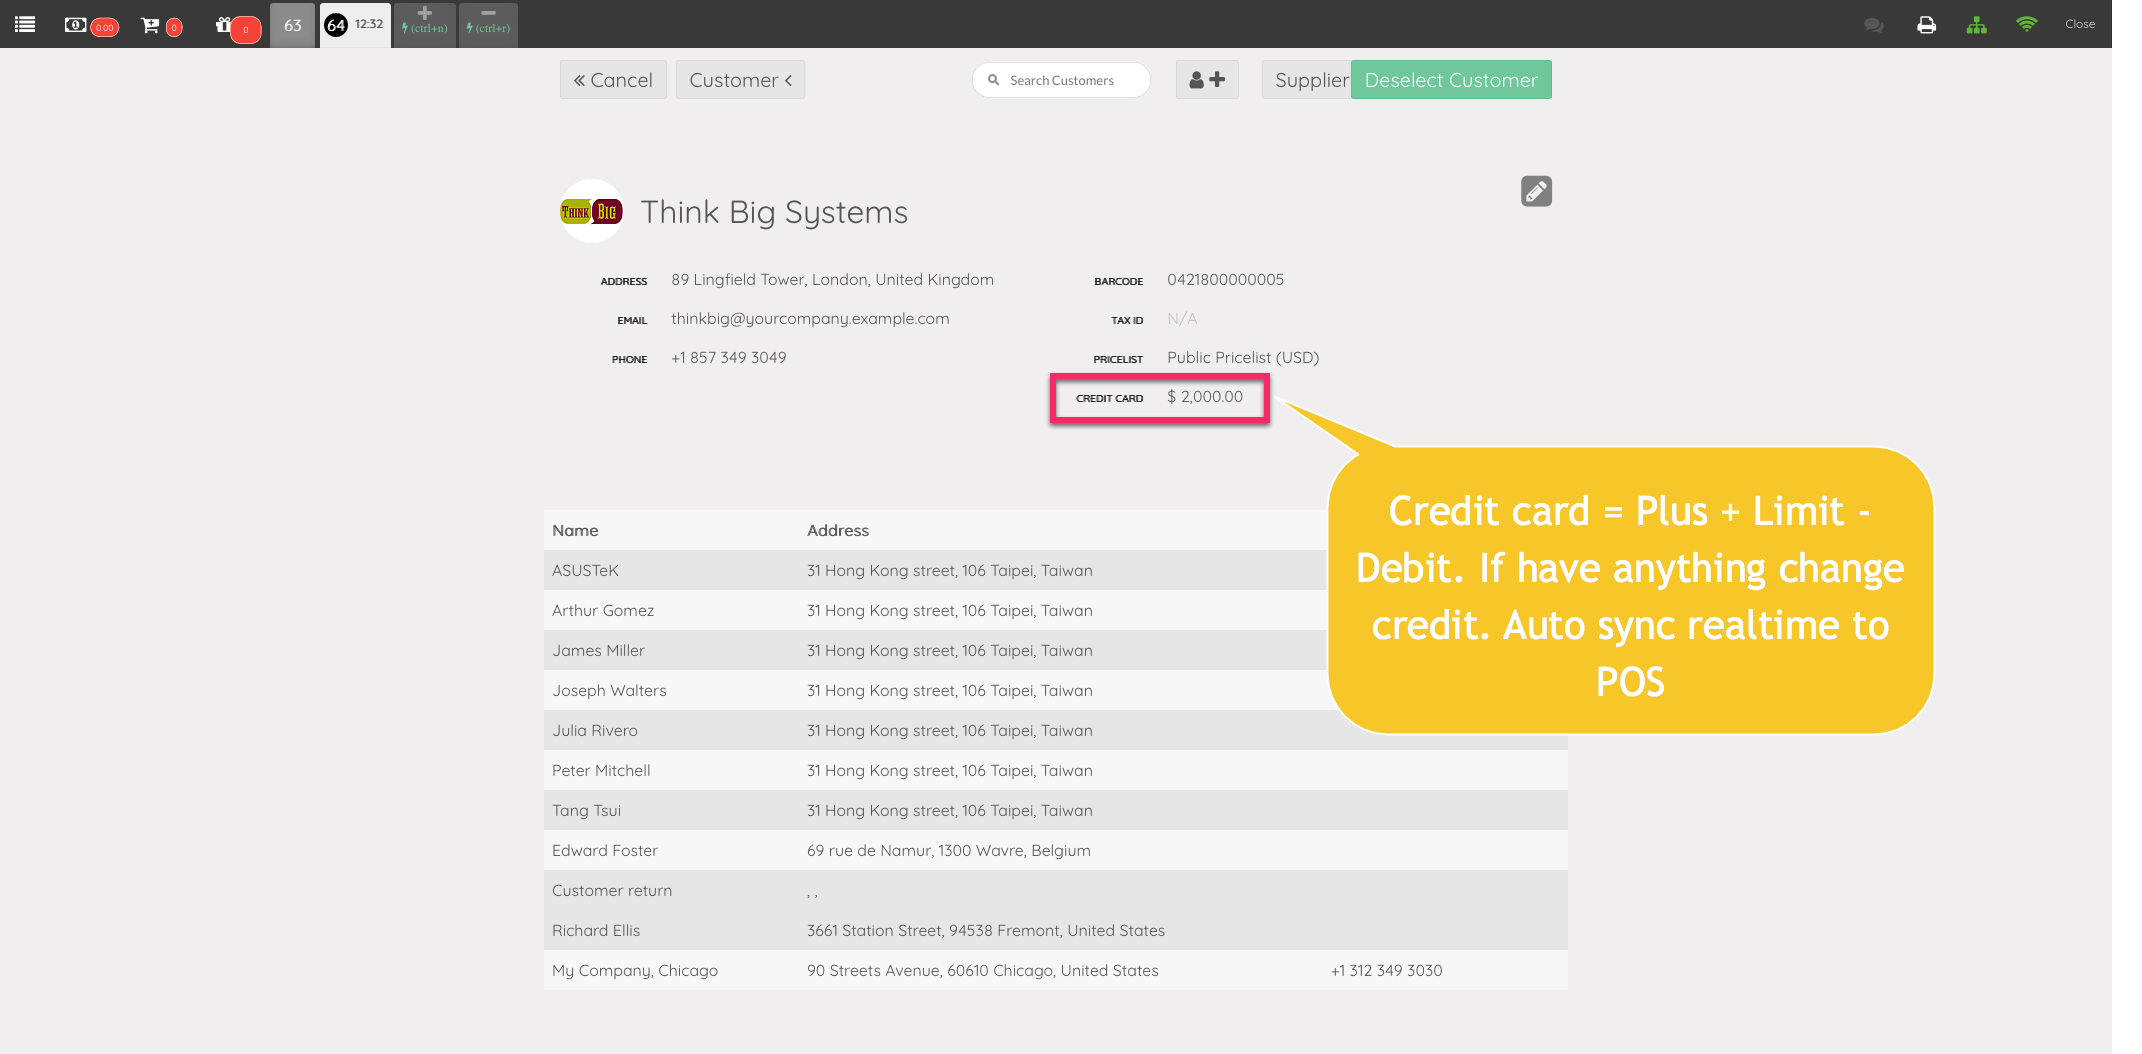 0.00 0 0 63 64 12:32 (ctrl+n) (ctrl+r) Close
« Cancel Customer < Search Customers Supplier Deselect Customer
THINK BIG Think Big Systems
ADDRESS 89 Lingfield Tower, London, United Kingdom BARCODE 0421800000005
EMAIL thinkbig@yourcompany.example.com TAX ID N/A
PHONE +1 857 349 3049 PRICELIST Public Pricelist (USD)
CREDIT CARD $ 2,000.00
Credit card = Plus + Limit -
Debit. If have anything change
credit. Auto sync realtime to
POS
Name Address
ASUSTeK 31 Hong Kong street, 106 Taipei, Taiwan
Arthur Gomez 31 Hong Kong street, 106 Taipei, Taiwan
James Miller 31 Hong Kong street, 106 Taipei, Taiwan
Joseph Walters 31 Hong Kong street, 106 Taipei, Taiwan
Julia Rivero 31 Hong Kong street, 106 Taipei, Taiwan
Peter Mitchell 31 Hong Kong street, 106 Taipei, Taiwan
Tang Tsui 31 Hong Kong street, 106 Taipei, Taiwan
Edward Foster 69 rue de Namur, 1300 Wavre, Belgium
Customer return , ,
Richard Ellis 3661 Station Street, 94538 Fremont, United States
My Company, Chicago 90 Streets Avenue, 60610 Chicago, United States +1 312 349 3030